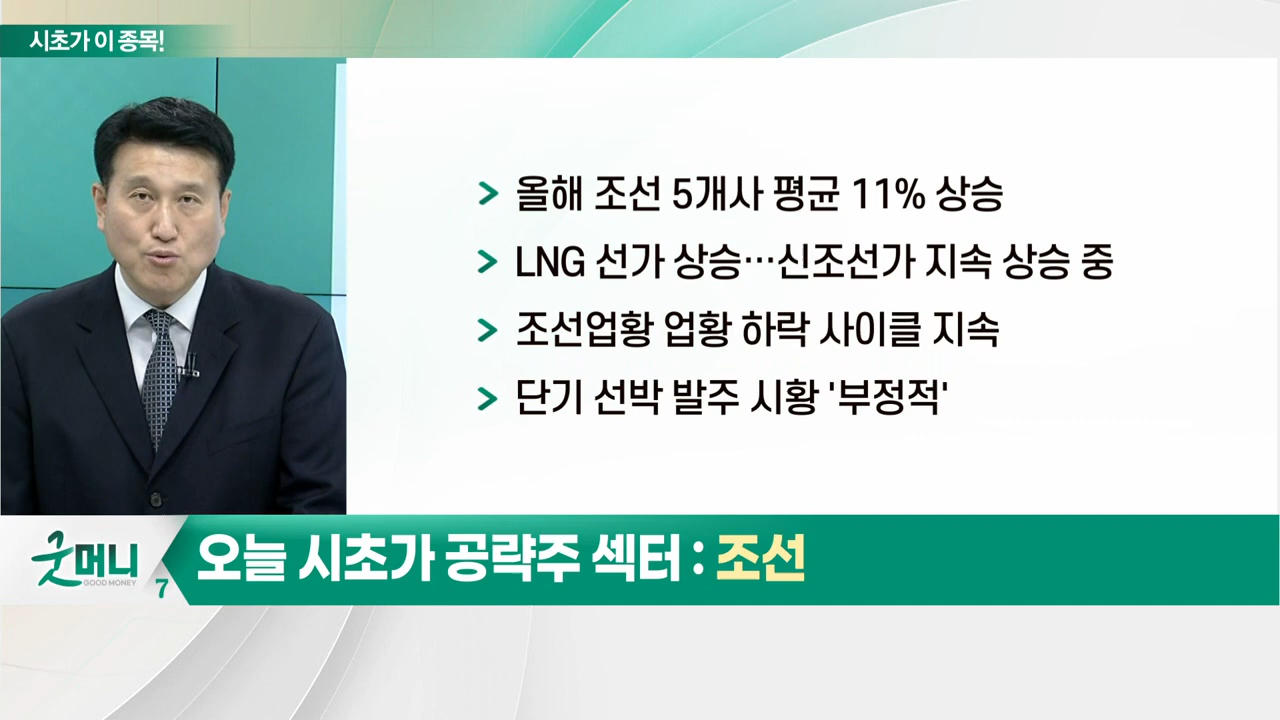 시초가 이 종목!
> 올해 조선 5개사 평균 11% 상승
> LNG 선가 상승…신조선가 지속 상승 중
> 조선업황 업황 하락 사이클 지속
> 단기 선박 발주 시황 '부정적'
굿머니
GOOD MONEY
7
오늘 시초가 공략주 섹터 : 조선